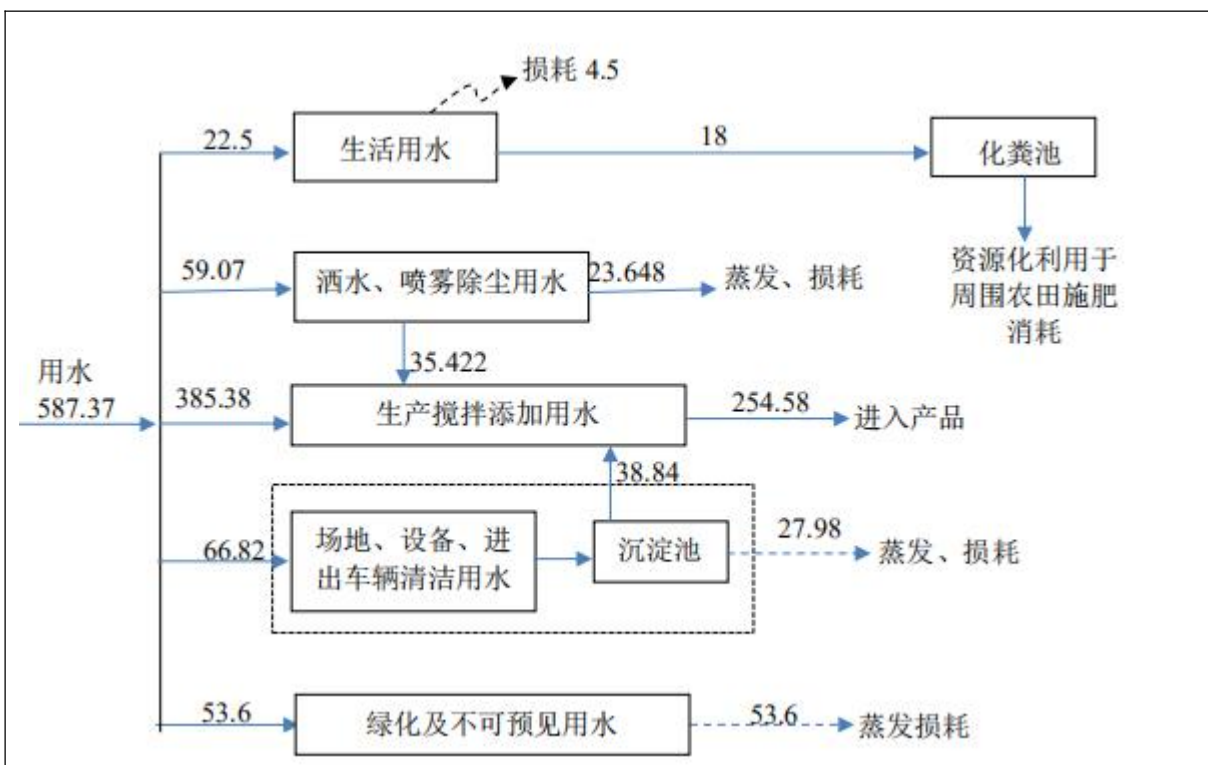 损耗 4.5
22.5
生活用水
18
化粪池
资源化利用于
周围农田施肥
消耗
59.07
洒水、喷雾除尘用水
23.648
蒸发、损耗
35.422
用水
587.37
385.38
生产搅拌添加用水
254.58
进入产品
38.84
66.82
场地、设备、进
出车辆清洁用水
沉淀池
27.98
蒸发、损耗
53.6
绿化及不可预见用水
53.6
蒸发损耗